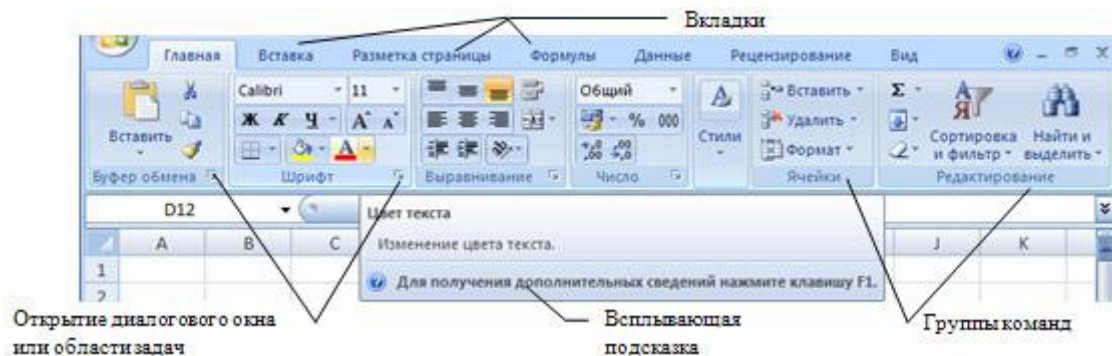 Вкладки
Главная Вставка Разметка страницы Формулы Данные Рецензирование Вид
Calibri 11 Общий Вставить
Вставить Ж К Ч А А % 000 Стили Удалить Сортировка и фильтр Найти и выделить
А Формат
Буфер обмена Шрифт Выравнивание Число Ячейки Редактирование
D12
Цвет текста
A B C J K
Изменение цвета текста.
1
Для получения дополнительных сведений нажмите клавишу F1.
2
Открытие диалогового окна
или области задач
Всплывающая
подсказка
Группы команд